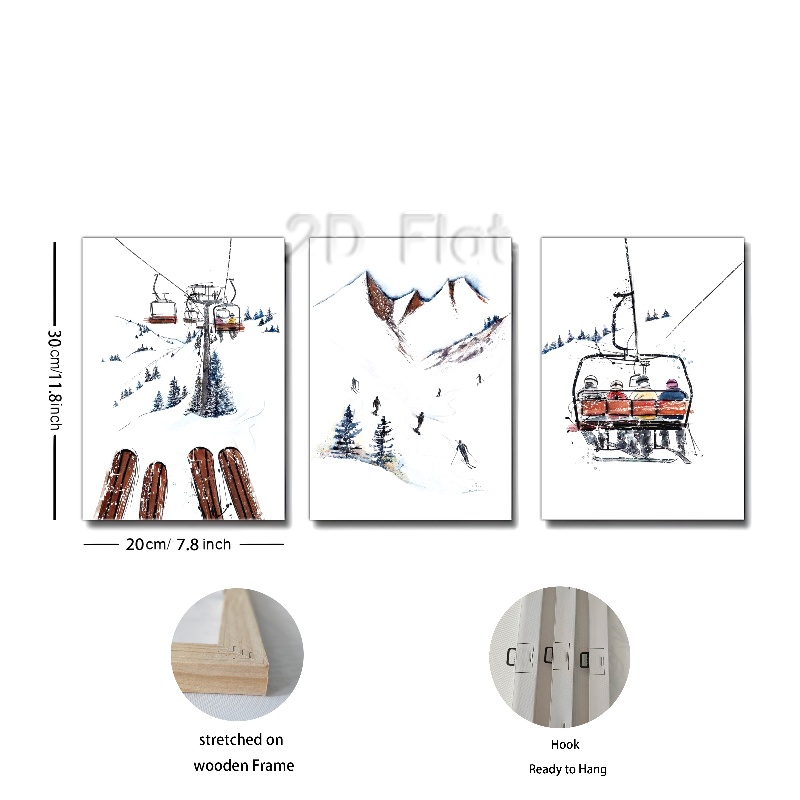 2D Flat
30cm/11.8inch
20cm/ 7.8 inch
stretched on
wooden Frame
Hook
Ready to Hang